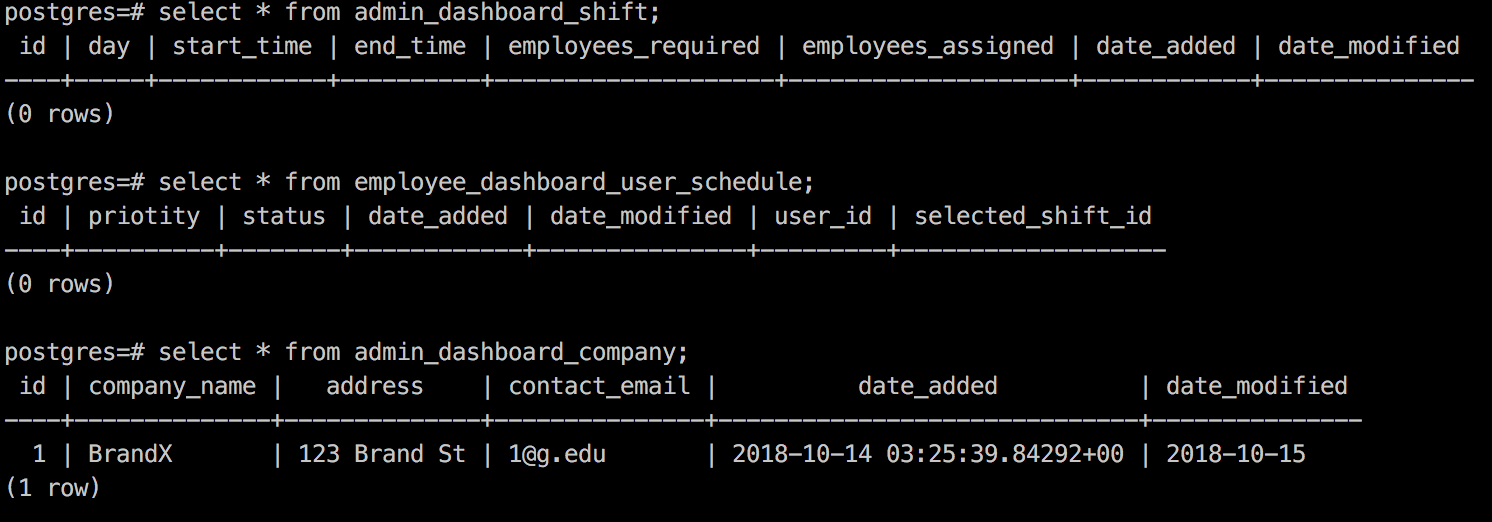 postgres=# select * from admin_dashboard_shift;
 id | day | start_time | end_time | employees_required | employees_assigned | date_added | date_modified
----+-----+------------+----------+--------------------+--------------------+------------+---------------
(0 rows)

postgres=# select * from employee_dashboard_user_schedule;
 id | priotity | status | date_added | date_modified | user_id | selected_shift_id
----+----------+--------+------------+---------------+---------+-------------------
(0 rows)

postgres=# select * from admin_dashboard_company;
 id | company_name |   address    | contact_email |          date_added          | date_modified
----+--------------+--------------+---------------+------------------------------+---------------
  1 | BrandX       | 123 Brand St | 1@g.edu       | 2018-10-14 03:25:39.84292+00 | 2018-10-15
(1 row)